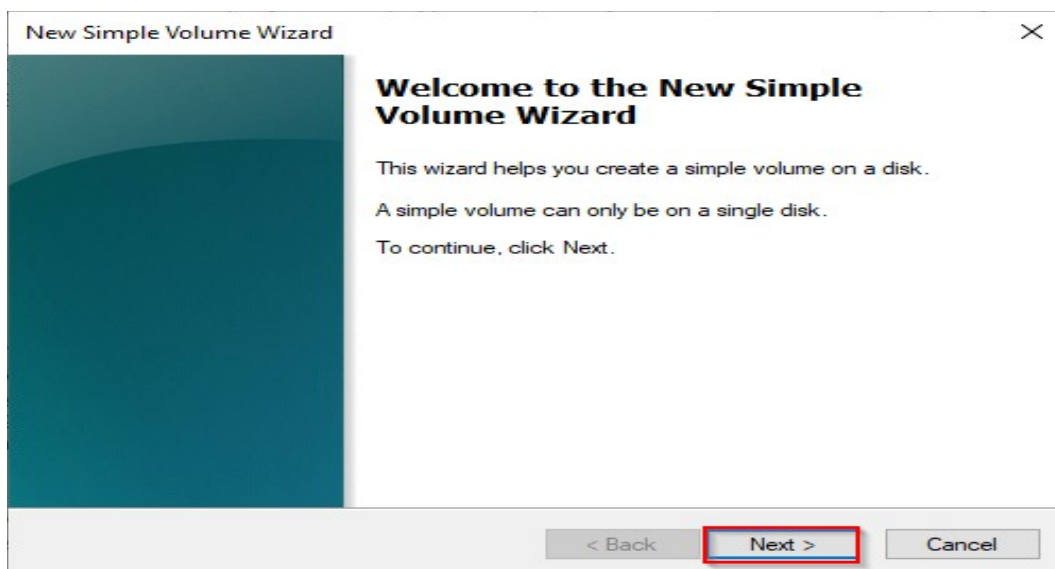 New Simple Volume Wizard
Welcome to the New Simple
Volume Wizard
This wizard helps you create a simple volume on a disk.
A simple volume can only be on a single disk.
To continue, click Next.
< Back Next > Cancel